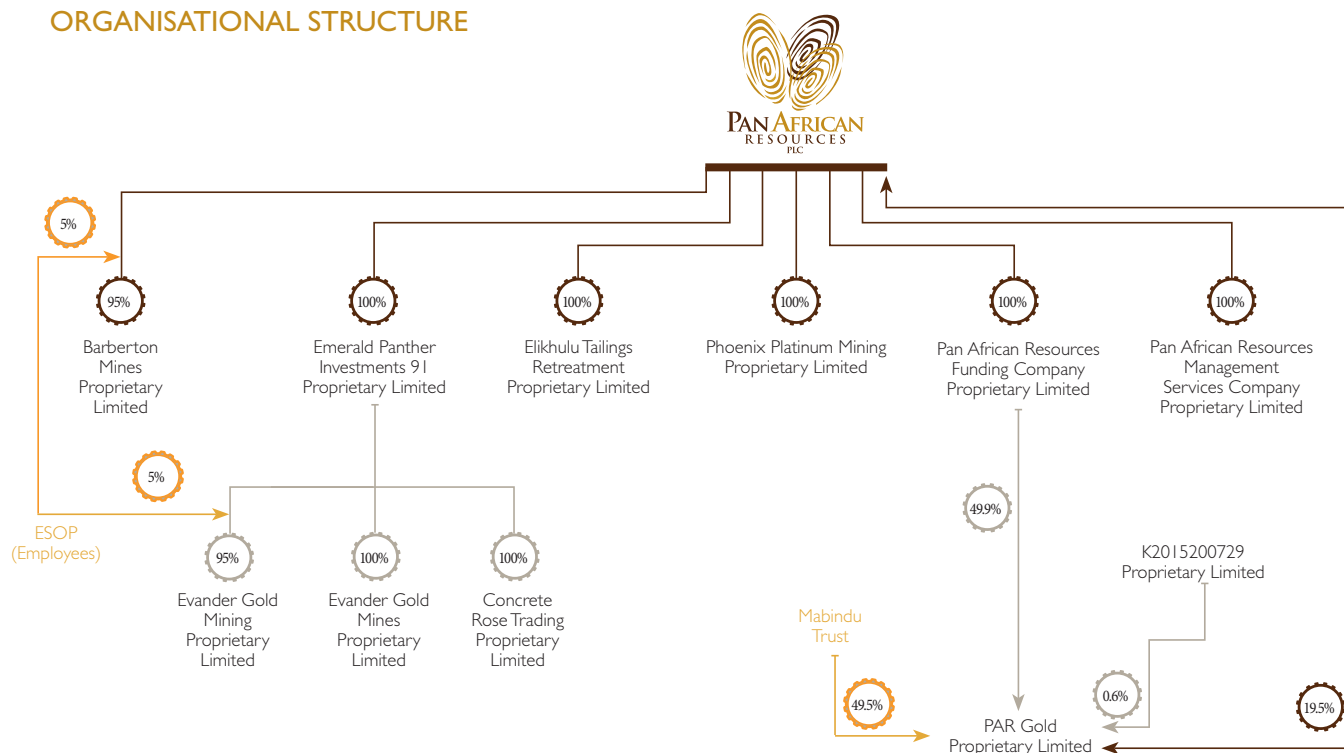 ORGANISATIONAL STRUCTURE
PAN AFRICAN
RESOURCES
PLC
5%
95%
100%
100%
100%
100%
100%
Barberton
Mines
Proprietary
Limited
Emerald Panther
Investments 91
Proprietary Limited
Elikhulu Tailings
Retreatment
Proprietary Limited
Phoenix Platinum Mining
Proprietary Limited
Pan African Resources
Funding Company
Proprietary Limited
Pan African Resources
Management
Services Company
Proprietary Limited
5%
ESOP
(Employees)
95%
100%
100%
Evander Gold
Mining
Proprietary
Limited
Evander Gold
Mines
Proprietary
Limited
Concrete
Rose Trading
Proprietary
Limited
49.9%
K2015200729
Proprietary Limited
Mabindu
Trust
49.5%
0.6%
19.5%
PAR Gold
Proprietary Limited